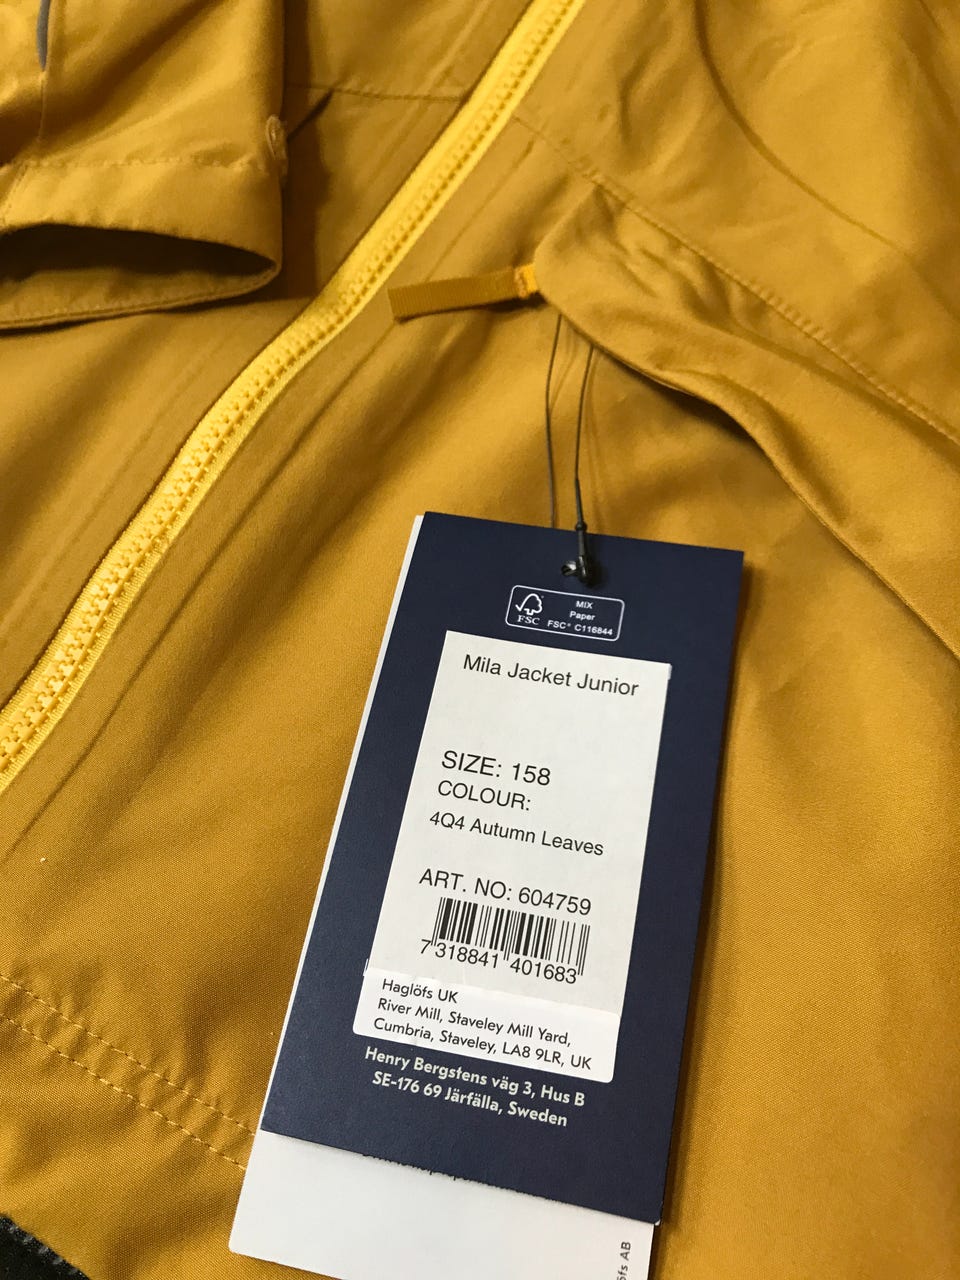 FSC
MIX
Paper
FSC® C116844
Mila Jacket Junior
SIZE: 158
COLOUR:
4Q4 Autumn Leaves
ART. NO: 604759
7 318841 401683
Haglöfs UK
River Mill, Staveley Mill Yard,
Cumbria, Staveley, LA8 9LR, UK
Henry Bergstens väg 3, Hus B
SE-176 69 Järfälla, Sweden
AB